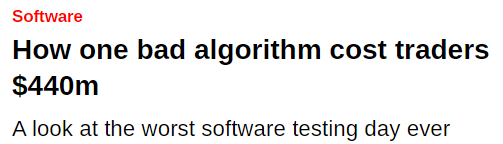 Software
How one bad algorithm cost traders
$440m
A look at the worst software testing day ever